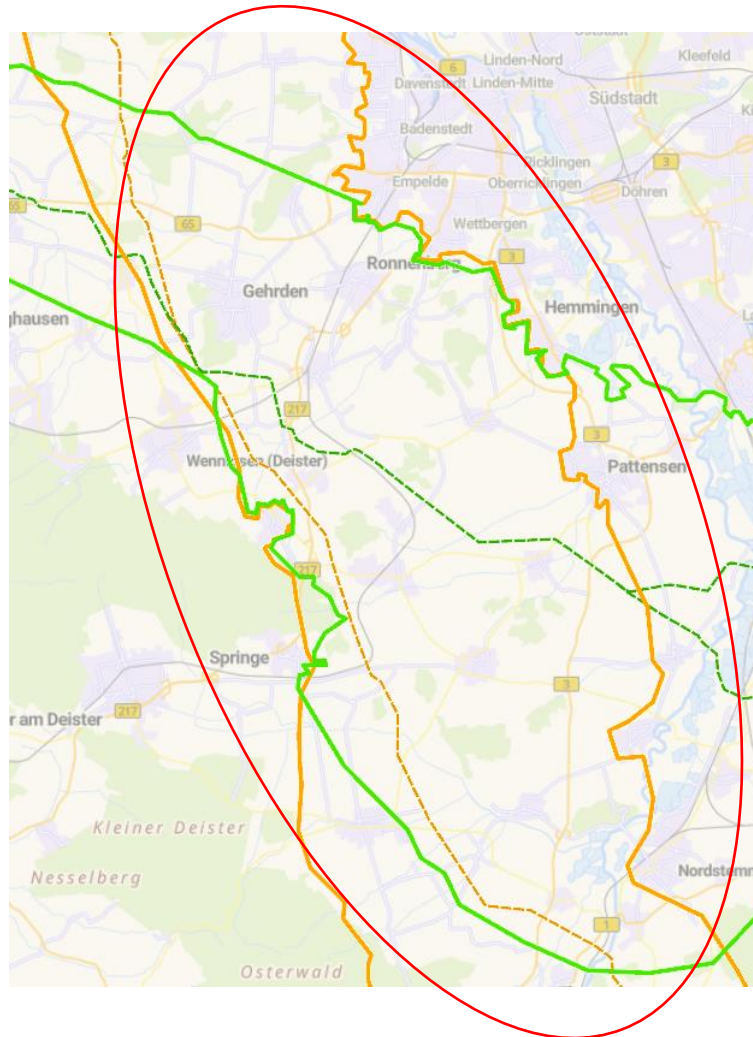 Linden-Nord
Kleefeld
6
Davenstedt
Linden-Mitte
Südstadt
Badenstedt
Ricklingen
3
Empelde
Oberricklingen
Döhren
65
65
Wettbergen
3
Ronnenberg
Gehrden
Hemmingen
ghausen
217
3
Wennigsen (Deister)
Pattensen
217
Springe
3
217
r am Deister
Kleiner Deister
Nesselberg
Nordstemm
1
Osterwald